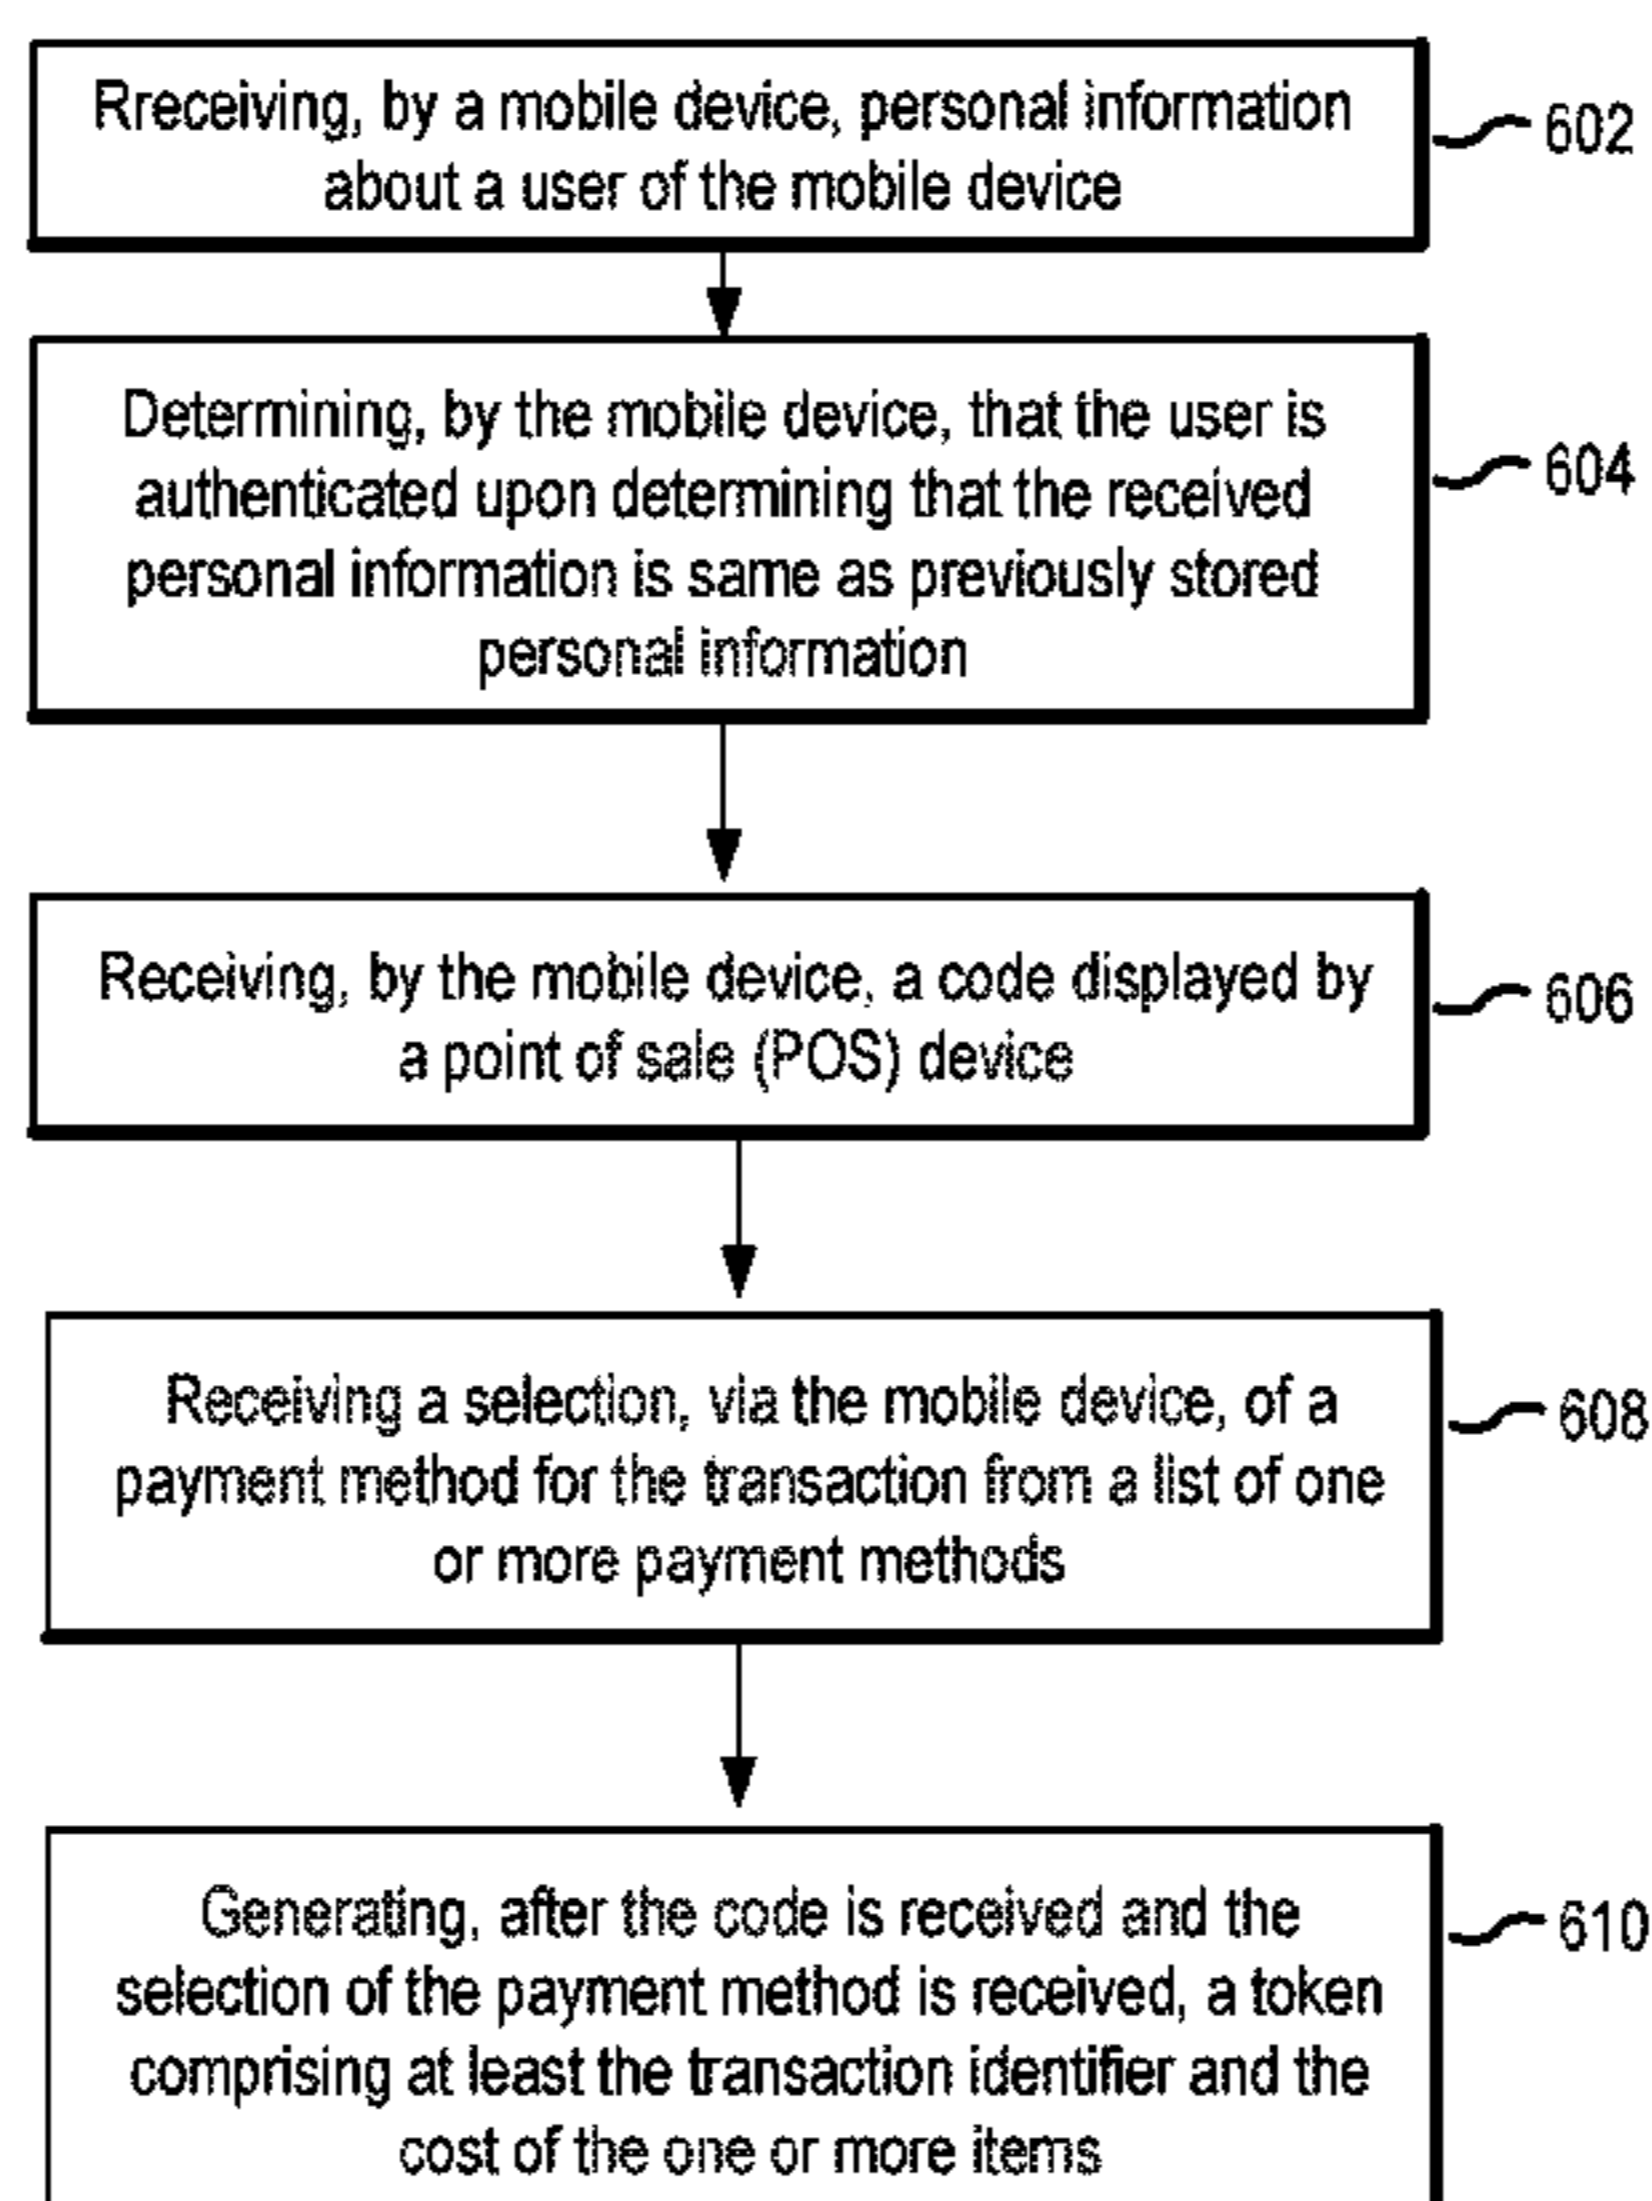 Rreceiving, by a mobile device, personal information
about a user of the mobile device
602
Determining, by the mobile device, that the user is
authenticated upon determining that the received
personal information is same as previously stored
personal information
604
Receiving, by the mobile device, a code displayed by
a point of sale (POS) device
606
Receiving a selection, via the mobile device, of a
payment method for the transaction from a list of one
or more payment methods
608
Generating, after the code is received and the
selection of the payment method is received, a token
comprising at least the transaction identifier and the
cost of the one or more items
610